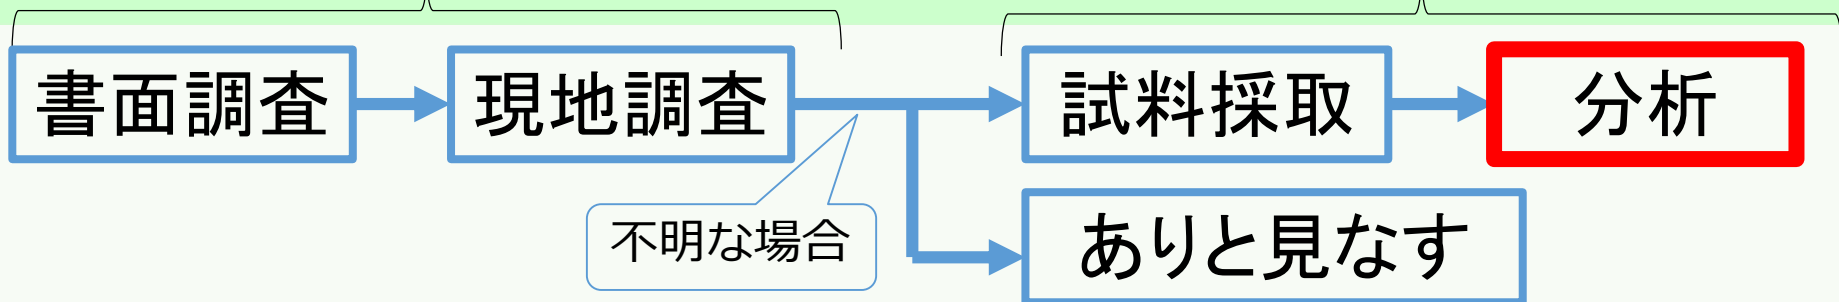 書面調査
現地調査
試料採取
分析
不明な場合
ありと見なす